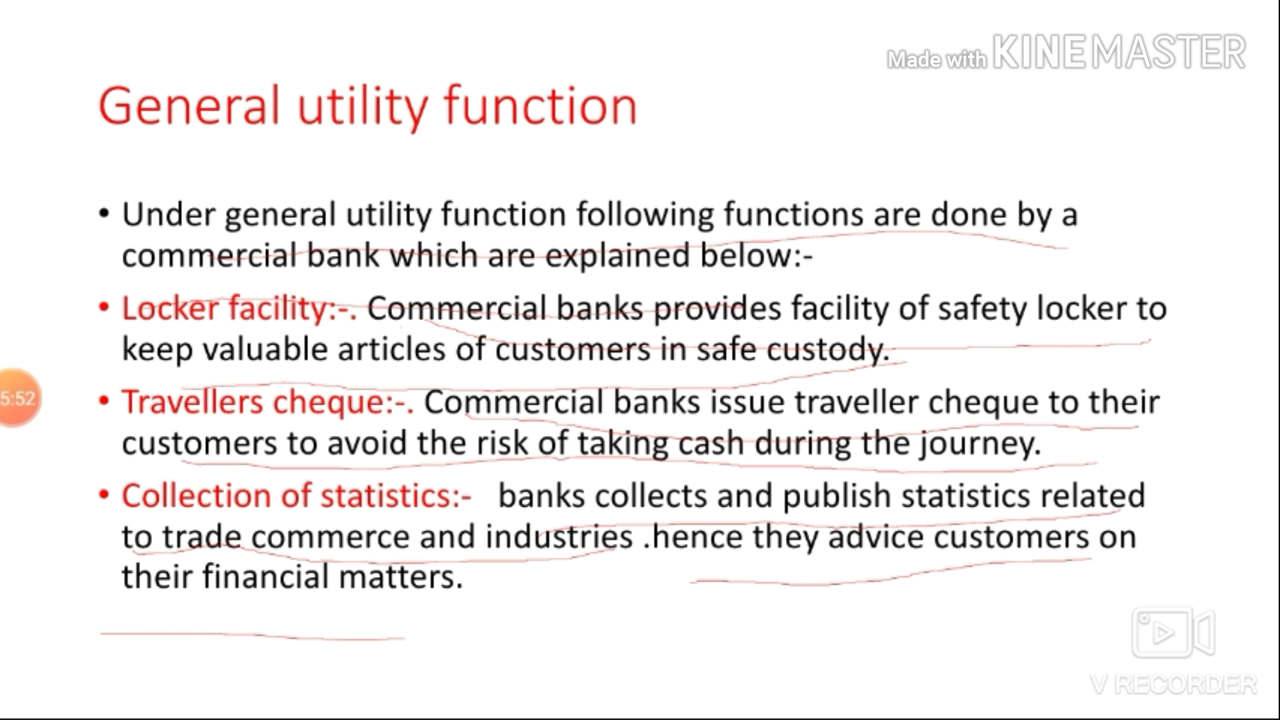 Made with KINEMASTER
General utility function
• Under general utility function following functions are done by a
commercial bank which are explained below:-
• Locker facility:-. Commercial banks provides facility of safety locker to
keep valuable articles of customers in safe custody.
5:52
• Travellers cheque:-. Commercial banks issue traveller cheque to their
customers to avoid the risk of taking cash during the journey.
• Collection of statistics:- banks collects and publish statistics related
to trade commerce and industries .hence they advice customers on
their financial matters.
V RECORDER